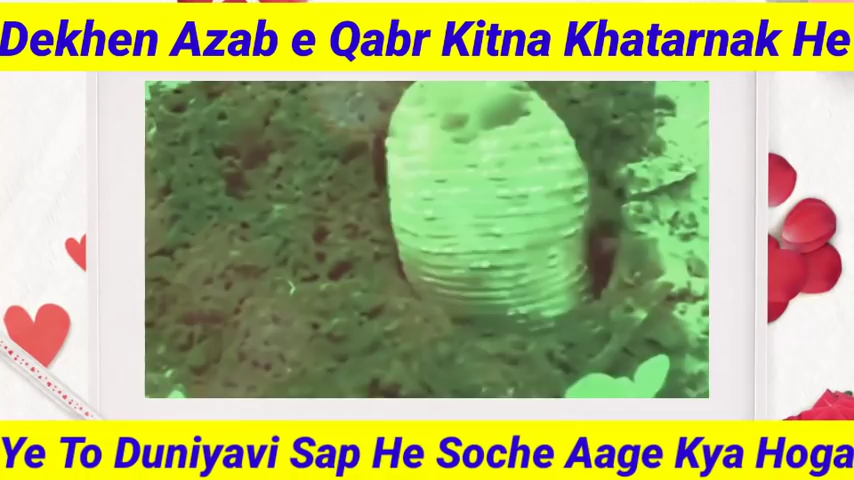 Dekhen Azab e Qabr Kitna Khatarnak He
Ye To Duniyavi Sap He Soche Aage Kya Hoga